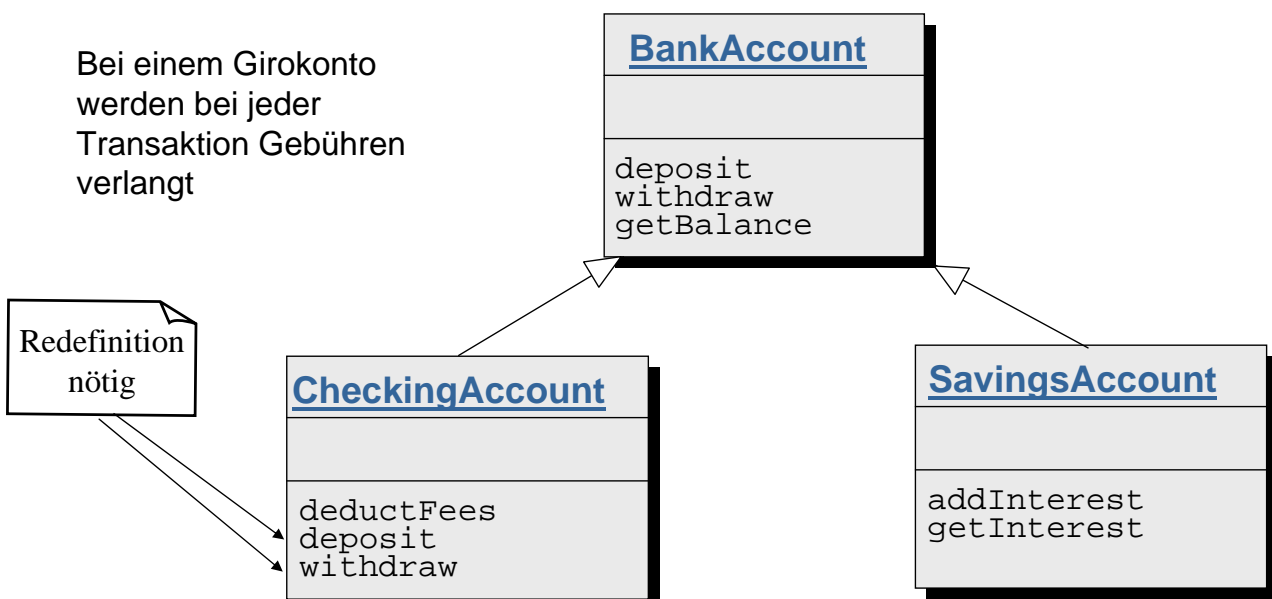 Bei einem Girokonto
werden bei jeder
Transaktion Gebühren
verlangt
BankAccount
deposit
withdraw
getBalance
Redefinition
nötig
CheckingAccount
deductFees
deposit
withdraw
SavingsAccount
addInterest
getInterest